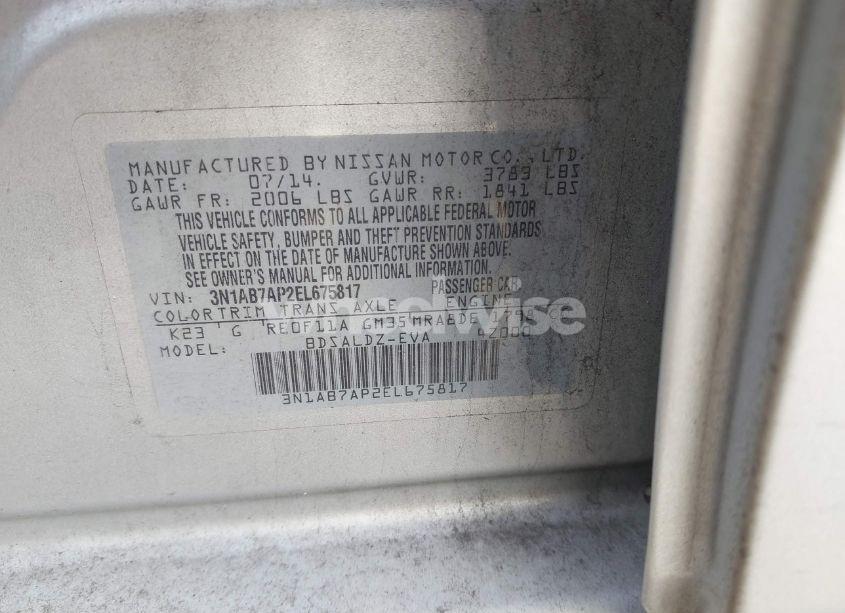 MANUFACTURED BY NISSAN MOTOR CO., LTD.
DATE: 07/14. GVWR: 3783 LBS
GAWR FR: 2006 LBS GAWR RR: 1841 LBS
THIS VEHICLE CONFORMS TO ALL APPLICABLE FEDERAL MOTOR
VEHICLE SAFETY, BUMPER AND THEFT PREVENTION STANDARDS
IN EFFECT ON THE DATE OF MANUFACTURE SHOWN ABOVE.
SEE OWNER'S MANUAL FOR ADDITIONAL INFORMATION.
VIN: 3N1AB7AP2EL675817 PASSENGER CAR
COLOR TRIM TRANS AXLE ENGINE
K23 G RE0F11A GM35 MRA8DE
MODEL: BDSALDZ-EVA
3N1AB7AP2EL675817